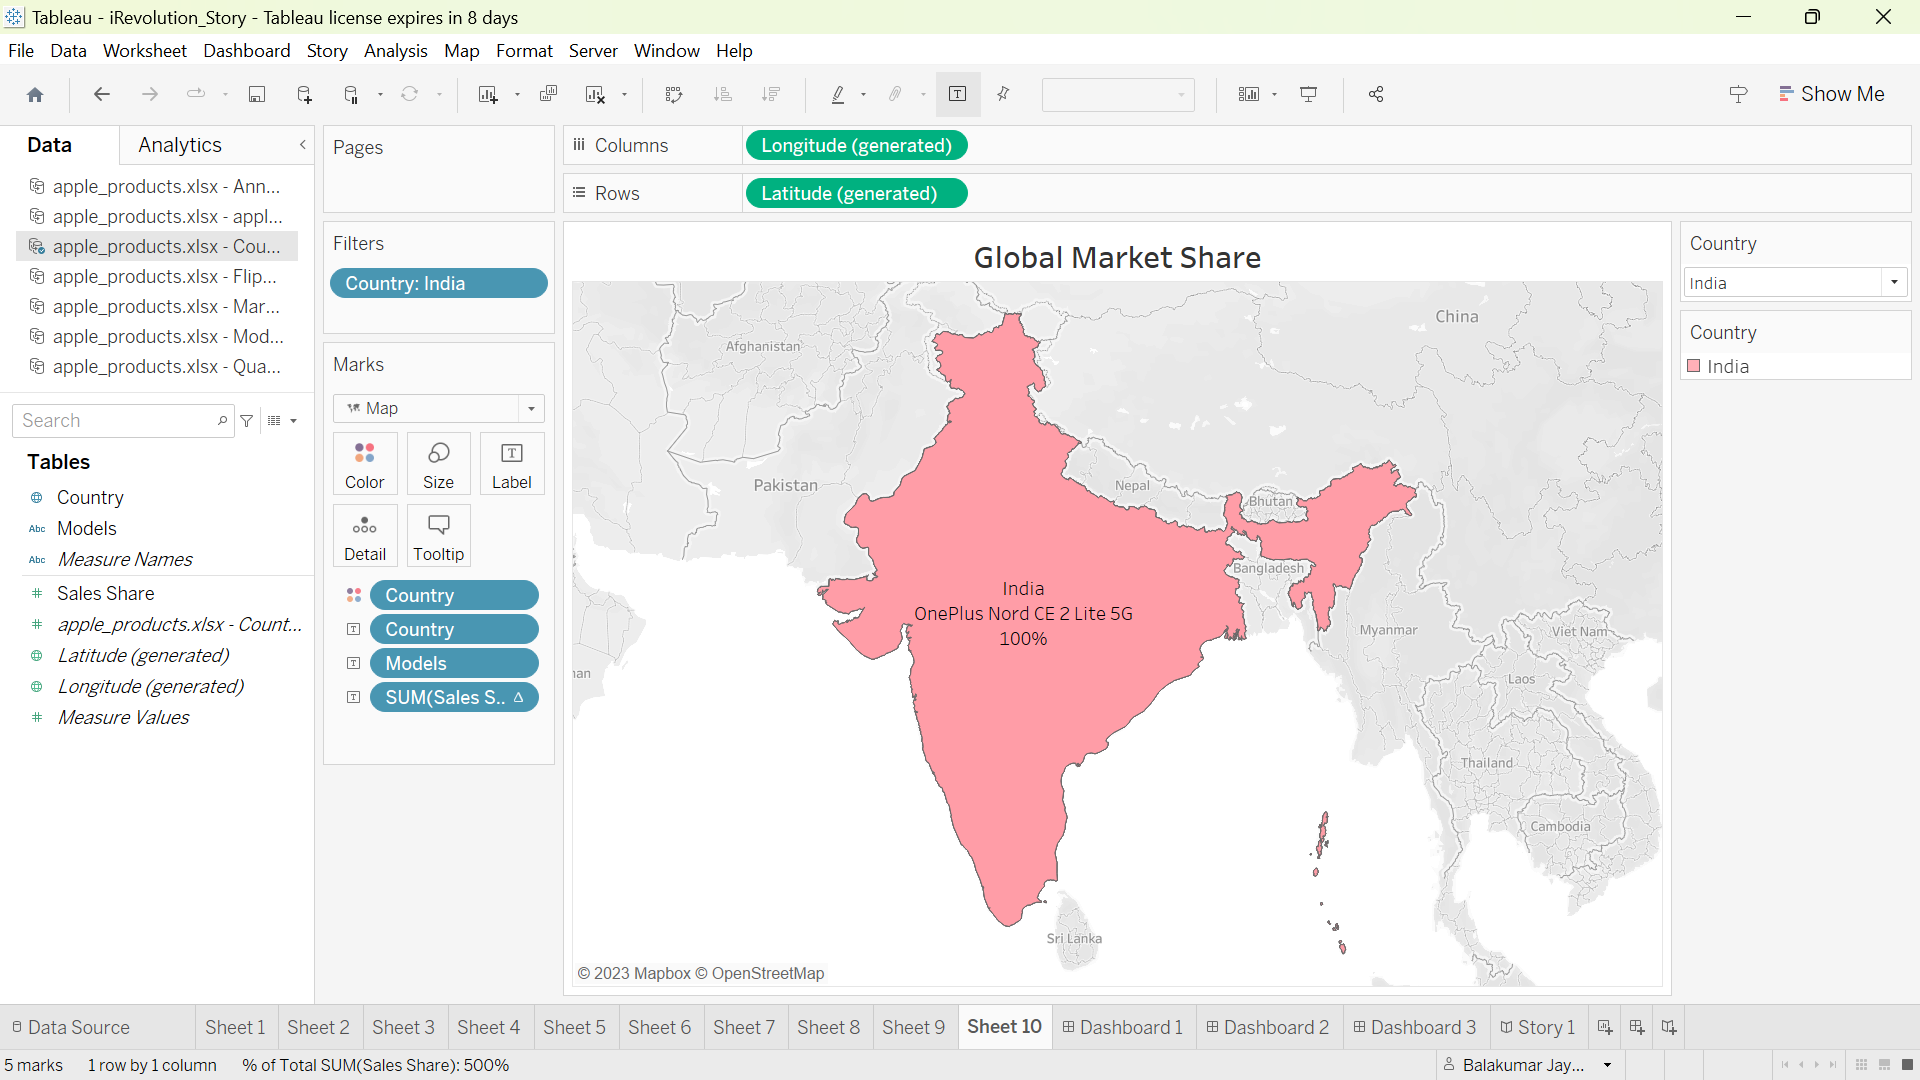 Tableau - iRevolution_Story - Tableau license expires in 8 days
File Data Worksheet Dashboard Story Analysis Map Format Server Window Help
Show Me
Data
Analytics
apple_products.xlsx - Ann...
apple_products.xlsx - appl...
apple_products.xlsx - Cou...
apple_products.xlsx - Flip...
apple_products.xlsx - Mar...
apple_products.xlsx - Mod...
apple_products.xlsx - Qua...
Search
Tables
Country
Abc Models
Abc Measure Names
# Sales Share
# apple_products.xlsx - Count...
Latitude (generated)
Longitude (generated)
# Measure Values
Pages
Filters
Country: India
Marks
Map
Color
Size
T
Label
Detail
Tooltip
Country
T Country
T Models
T SUM(Sales S.. Δ
iii Columns
Longitude (generated)
Rows
Latitude (generated)
Global Market Share
Afghanistan
China
Pakistan
Nepal
Bhutan
Bangladesh
India
OnePlus Nord CE 2 Lite 5G
100%
Myanmar
Viet Nam
Laos
Thailand
Cambodia
Sri Lanka
© 2023 Mapbox © OpenStreetMap
Country
India
Country
India
Data Source
Sheet 1
Sheet 2
Sheet 3
Sheet 4
Sheet 5
Sheet 6
Sheet 7
Sheet 8
Sheet 9
Sheet 10
Dashboard 1
Dashboard 2
Dashboard 3
Story 1
5 marks
1 row by 1 column
% of Total SUM(Sales Share): 500%
Balakumar Jay...